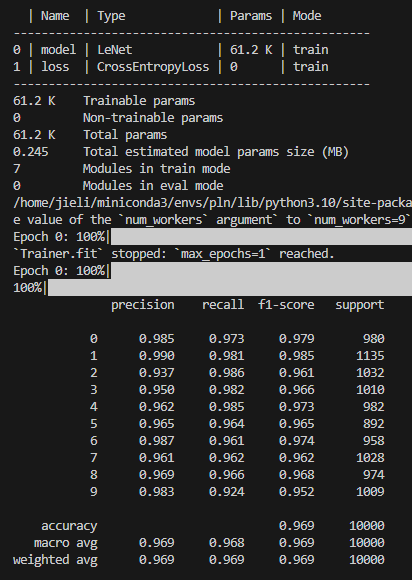 | Name  | Type             | Params | Mode
---------------------------------------------------
0 | model | LeNet            | 61.2 K | train
1 | loss  | CrossEntropyLoss | 0      | train
---------------------------------------------------
61.2 K    Trainable params
0         Non-trainable params
61.2 K    Total params
0.245     Total estimated model params size (MB)
7         Modules in train mode
0         Modules in eval mode
/home/jieli/miniconda3/envs/pln/lib/python3.10/site-packa
e value of the `num_workers` argument` to `num_workers=9`
Epoch 0: 100%|
`Trainer.fit` stopped: `max_epochs=1` reached.
Epoch 0: 100%|
100%|
              precision    recall  f1-score   support
           0      0.985     0.973     0.979       980
           1      0.990     0.981     0.985      1135
           2      0.937     0.986     0.961      1032
           3      0.950     0.982     0.966      1010
           4      0.962     0.985     0.973       982
           5      0.965     0.964     0.965       892
           6      0.987     0.961     0.974       958
           7      0.961     0.962     0.962      1028
           8      0.969     0.966     0.968       974
           9      0.983     0.924     0.952      1009
    accuracy                          0.969     10000
   macro avg      0.969     0.968     0.969     10000
weighted avg      0.969     0.969     0.969     10000